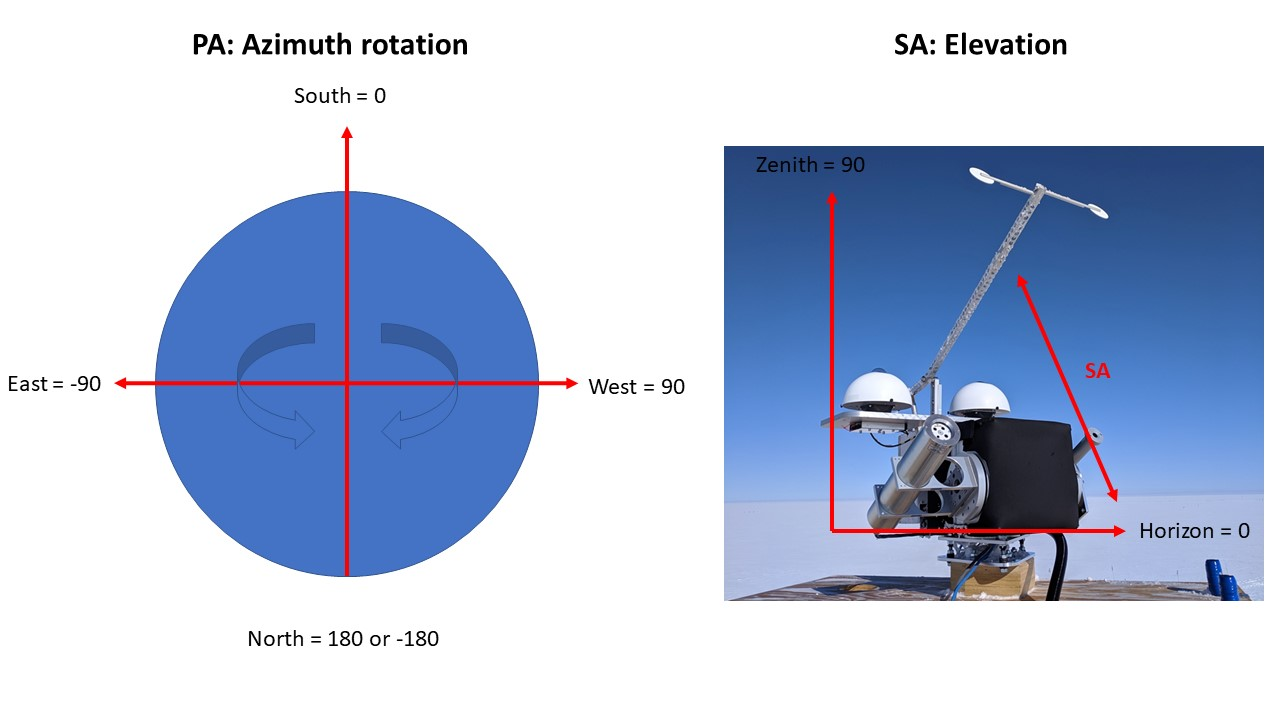 PA: Azimuth rotation
South = 0
East = -90
West = 90
North = 180 or -180
SA: Elevation
Zenith = 90
SA
Horizon = 0